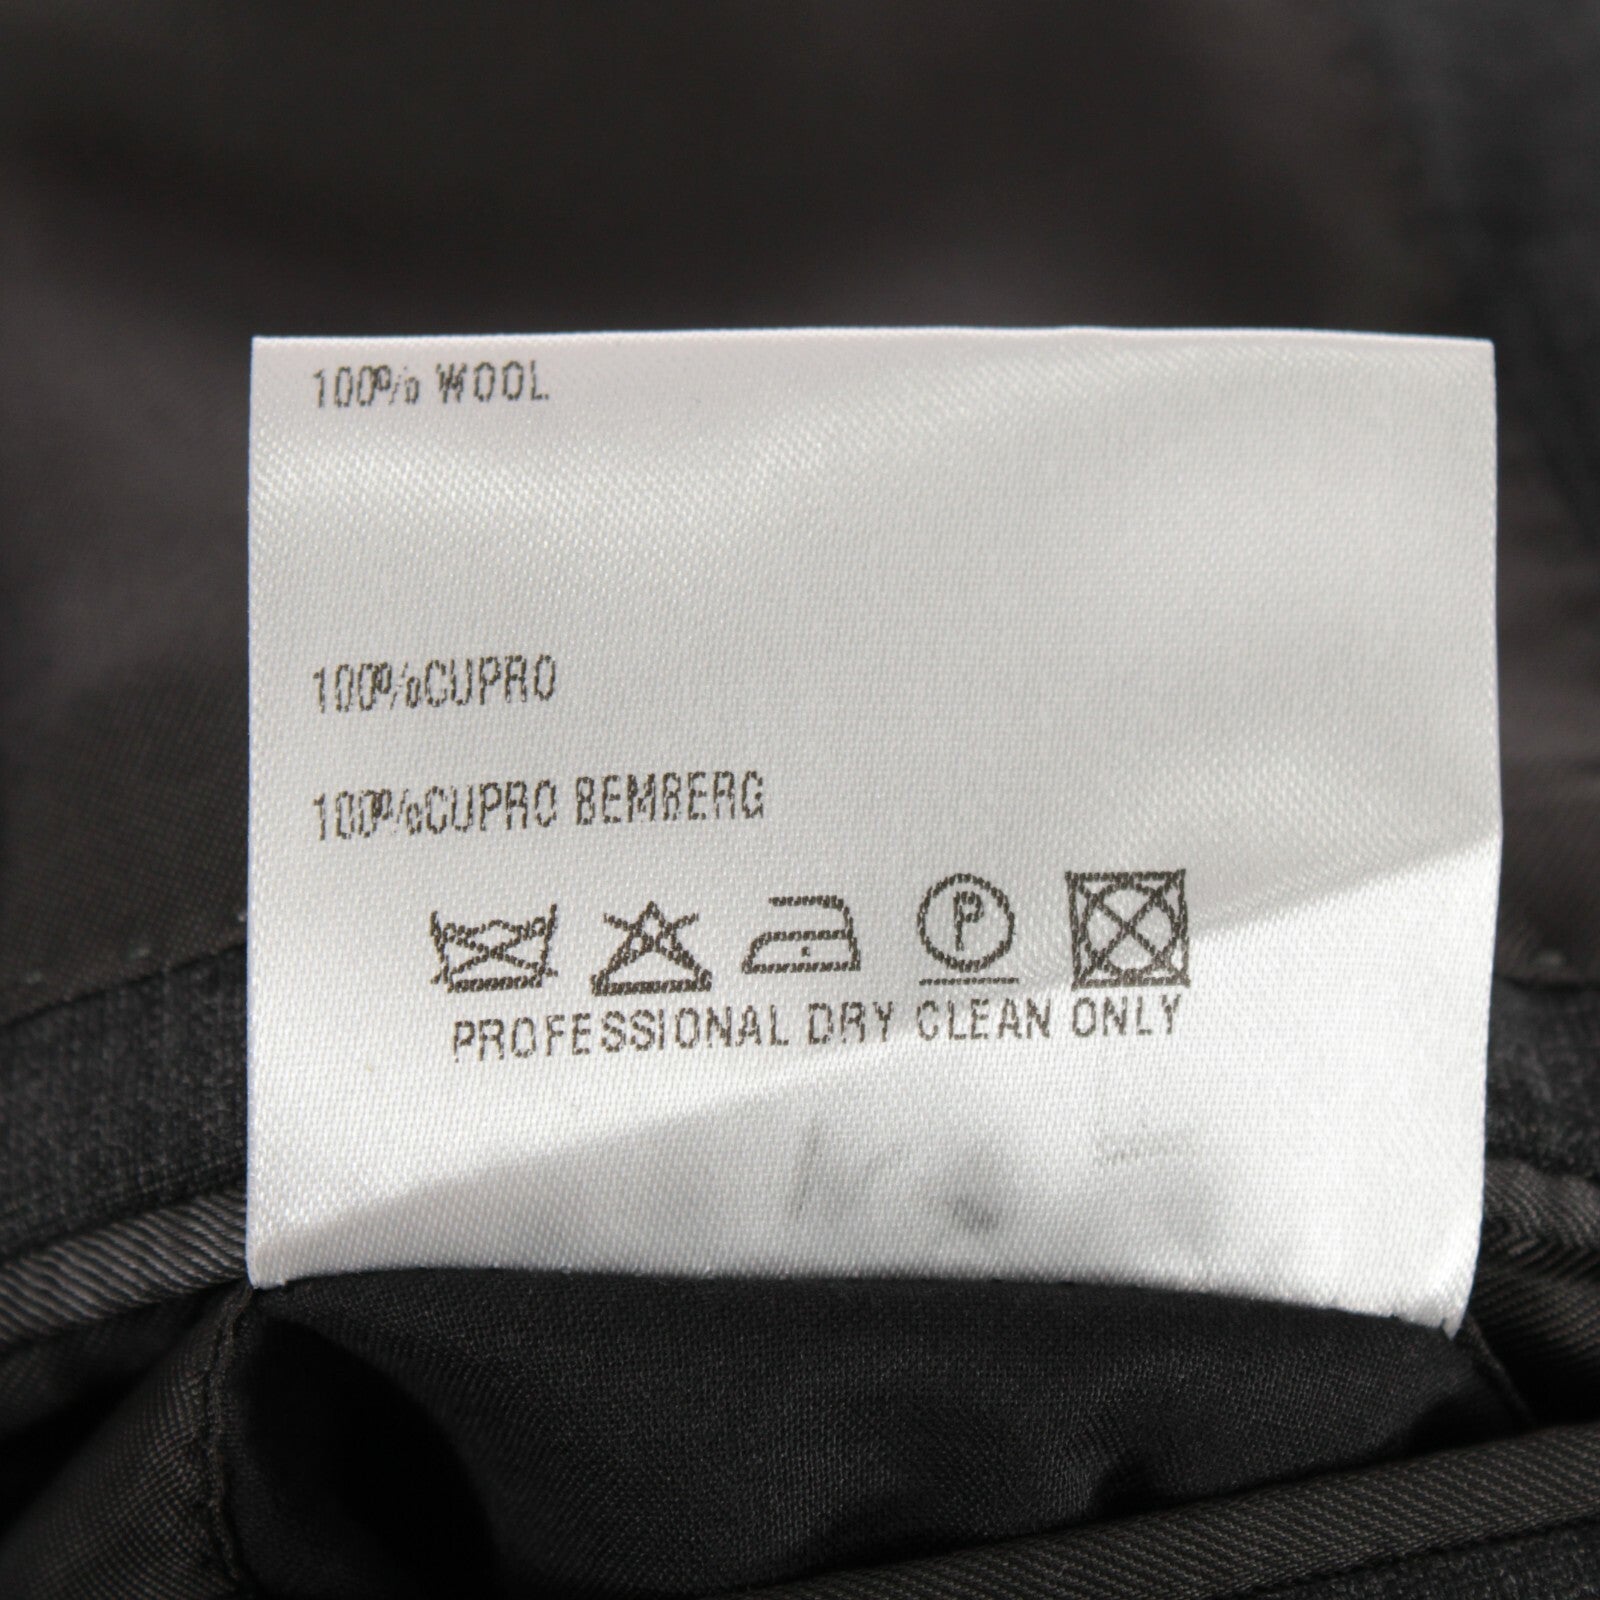 100% WOOL
100%CUPRO
100%CUPRO BEMBERG
P
PROFESSIONAL DRY CLEAN ONLY